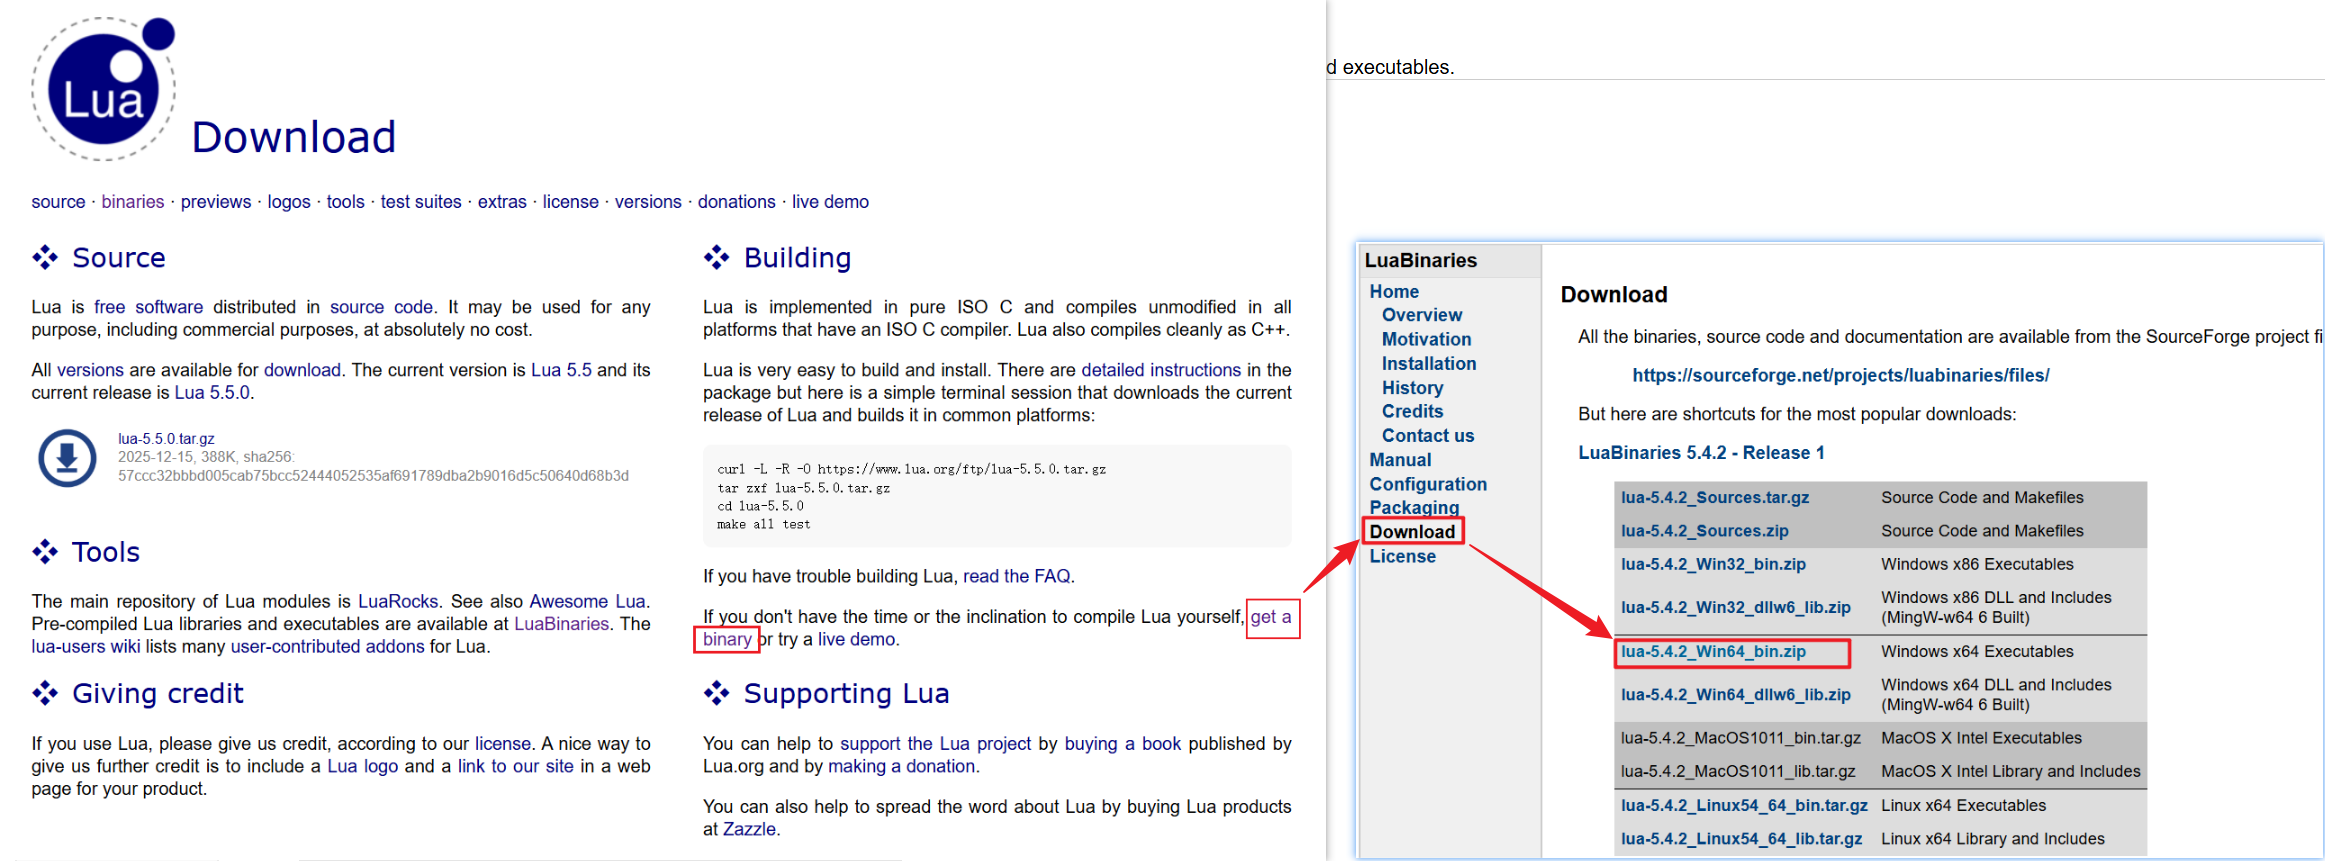 Lua
Download
source · binaries · previews · logos · tools · test suites · extras · license · versions · donations · live demo
Source
Lua is free software distributed in source code. It may be used for any
purpose, including commercial purposes, at absolutely no cost.
All versions are available for download. The current version is Lua 5.5 and its
current release is Lua 5.5.0.
lua-5.5.0.tar.gz
2025-12-15, 388K, sha256:
57ccc32bbbd005cab75bcc52444052535af691789dba2b9016d5c50640d68b3d
Tools
The main repository of Lua modules is LuaRocks. See also Awesome Lua.
Pre-compiled Lua libraries and executables are available at LuaBinaries. The
lua-users wiki lists many user-contributed addons for Lua.
Giving credit
If you use Lua, please give us credit, according to our license. A nice way to
give us further credit is to include a Lua logo and a link to our site in a web
page for your product.
Building
Lua is implemented in pure ISO C and compiles unmodified in all
platforms that have an ISO C compiler. Lua also compiles cleanly as C++.
Lua is very easy to build and install. There are detailed instructions in the
package but here is a simple terminal session that downloads the current
release of Lua and builds it in common platforms:
curl -L -R -O https://www.lua.org/ftp/lua-5.5.0.tar.gz
tar zxf lua-5.5.0.tar.gz
cd lua-5.5.0
make all test
If you have trouble building Lua, read the FAQ.
If you don't have the time or the inclination to compile Lua yourself, get a
binary or try a live demo.
Supporting Lua
You can help to support the Lua project by buying a book published by
Lua.org and by making a donation.
You can also help to spread the word about Lua by buying Lua products
at Zazzle.
d executables.
LuaBinaries
Home
Overview
Motivation
Installation
History
Credits
Contact us
Manual
Configuration
Packaging
Download
License
Download
All the binaries, source code and documentation are available from the SourceForge project fi
https://sourceforge.net/projects/luabinaries/files/
But here are shortcuts for the most popular downloads:
LuaBinaries 5.4.2 - Release 1
lua-5.4.2_Sources.tar.gz Source Code and Makefiles
lua-5.4.2_Sources.zip Source Code and Makefiles
lua-5.4.2_Win32_bin.zip Windows x86 Executables
lua-5.4.2_Win32_dllw6_lib.zip Windows x86 DLL and Includes
(MingW-w64 6 Built)
lua-5.4.2_Win64_bin.zip Windows x64 Executables
lua-5.4.2_Win64_dllw6_lib.zip Windows x64 DLL and Includes
(MingW-w64 6 Built)
lua-5.4.2_MacOS1011_bin.tar.gz MacOS X Intel Executables
lua-5.4.2_MacOS1011_lib.tar.gz MacOS X Intel Library and Includes
lua-5.4.2_Linux54_64_bin.tar.gz Linux x64 Executables
lua-5.4.2_Linux54_64_lib.tar.gz Linux x64 Library and Includes